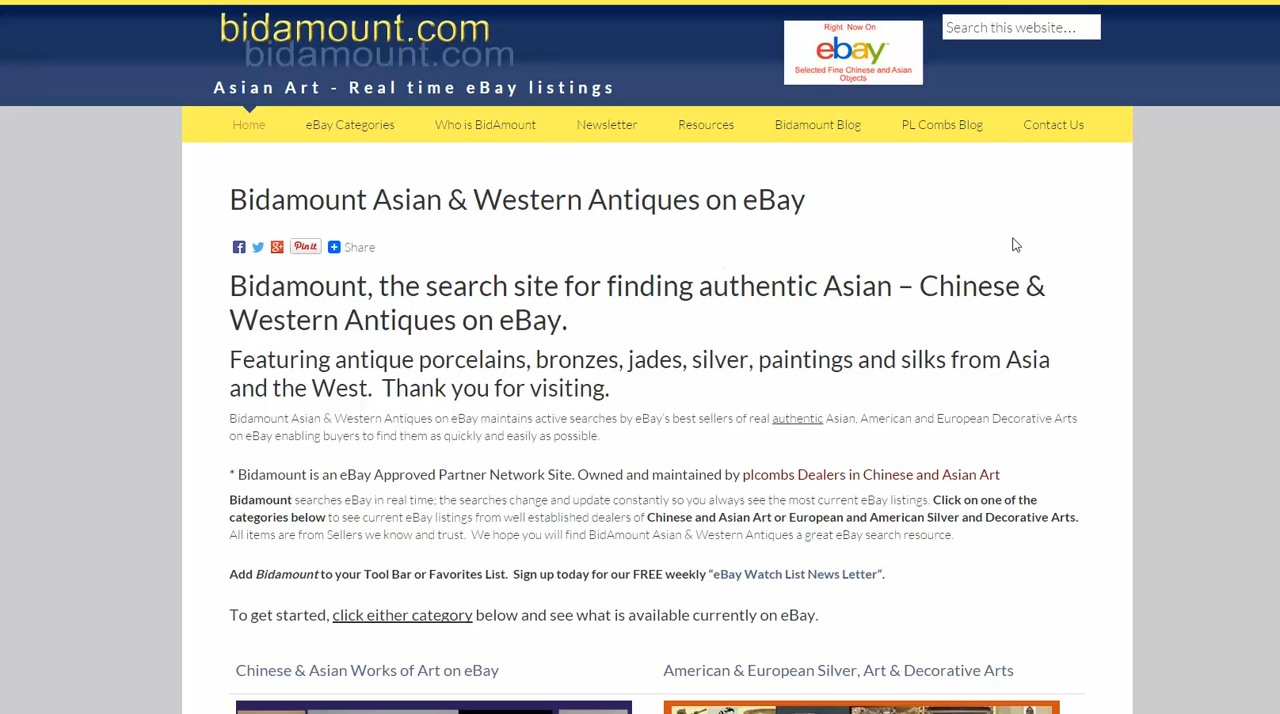 bidamount.com
bidamount.com
Asian Art - Real time eBay listings
Right Now On
ebay
Selected Fine Chinese and Asian
Objects
Search this website…
Home eBay Categories Who is BidAmount Newsletter Resources Bidamount Blog PL Combs Blog Contact Us
Bidamount Asian & Western Antiques on eBay
Pin it Share
Bidamount, the search site for finding authentic Asian – Chinese &
Western Antiques on eBay.
Featuring antique porcelains, bronzes, jades, silver, paintings and silks from Asia
and the West. Thank you for visiting.
Bidamount Asian & Western Antiques on eBay maintains active searches by eBay's best sellers of real authentic Asian, American and European Decorative Arts
on eBay enabling buyers to find them as quickly and easily as possible.
* Bidamount is an eBay Approved Partner Network Site. Owned and maintained by plcombs Dealers in Chinese and Asian Art
Bidamount searches eBay in real time; the searches change and update constantly so you always see the most current eBay listings. Click on one of the
categories below to see current eBay listings from well established dealers of Chinese and Asian Art or European and American Silver and Decorative Arts.
All items are from Sellers we know and trust. We hope you will find BidAmount Asian & Western Antiques a great eBay search resource.
Add Bidamount to your Tool Bar or Favorites List. Sign up today for our FREE weekly "eBay Watch List News Letter".
To get started, click either category below and see what is available currently on eBay.
Chinese & Asian Works of Art on eBay
American & European Silver, Art & Decorative Arts